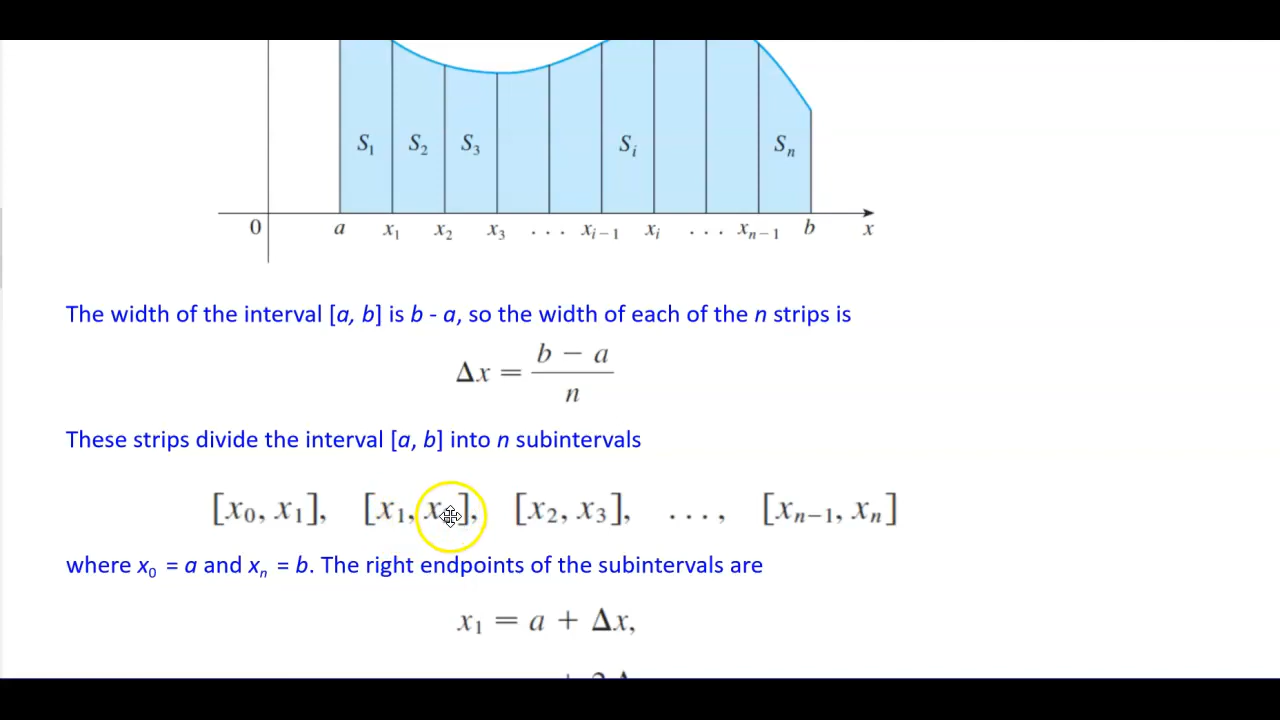 S₁ S₂ S₃ Sᵢ Sₙ
0 a x₁ x₂ x₃ . . . xᵢ₋₁ xᵢ . . . xₙ₋₁ b x
The width of the interval [a, b] is b - a, so the width of each of the n strips is
Δx = (b − a) / n
These strips divide the interval [a, b] into n subintervals
[x₀, x₁], [x₁, x₂], [x₂, x₃], . . . , [xₙ₋₁, xₙ]
where x₀ = a and xₙ = b. The right endpoints of the subintervals are
x₁ = a + Δx,